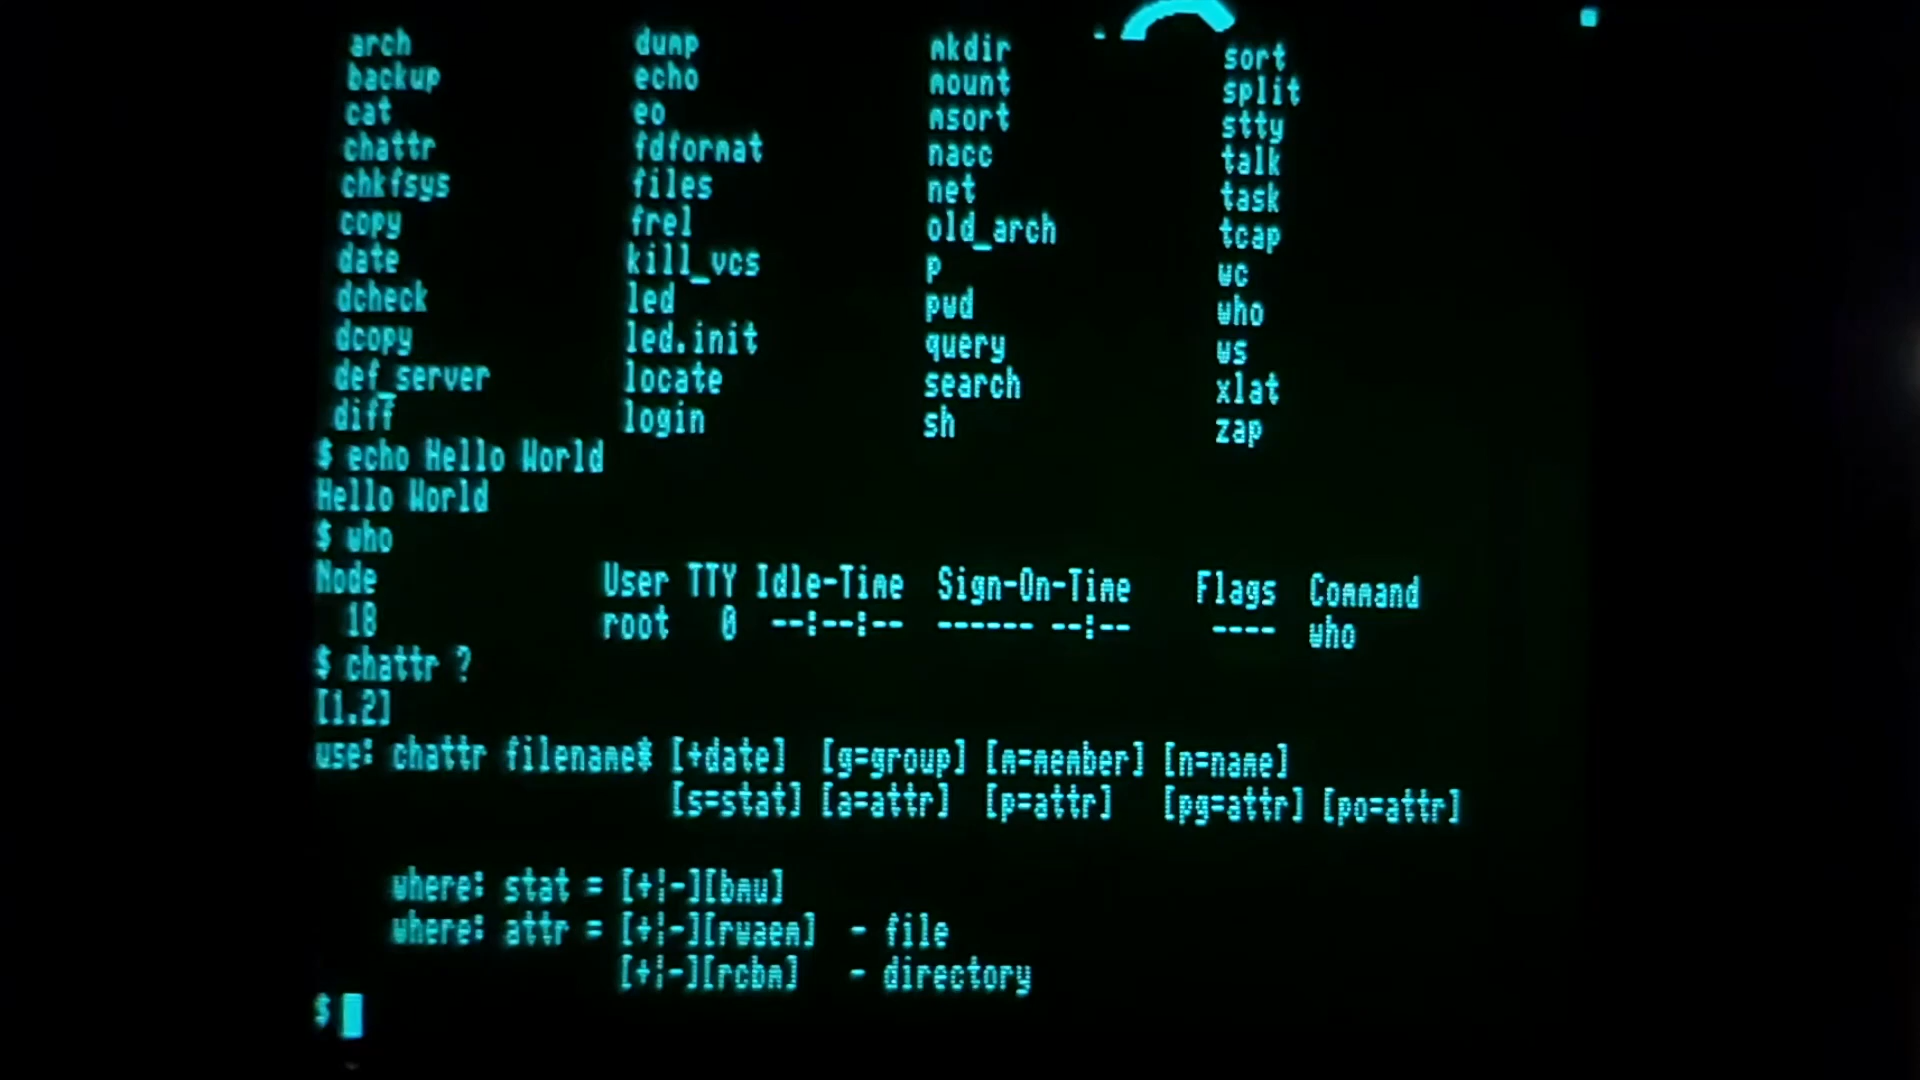 arch dump mkdir sort
backup echo mount split
cat eo msort stty
chattr fdformat nacc talk
chkfsys files net task
copy frel old_arch tcap
date kill_vcs p wc
dcheck led pwd who
dcopy led.init query ws
def_server locate search xlat
diff login sh zap
$ echo Hello World
Hello World
$ who
Node User TTY Idle-Time Sign-On-Time Flags Command
18 root 0 --:--:-- ------ --:-- ---- who
$ chattr ?
[1.2]
use: chattr filename* [+date] [g=group] [m=member] [n=name]
[s=stat] [a=attr] [p=attr] [pg=attr] [po=attr]
where: stat = [+|-][bmu]
where: attr = [+|-][rwaem] - file
[+|-][rcbm] - directory
$